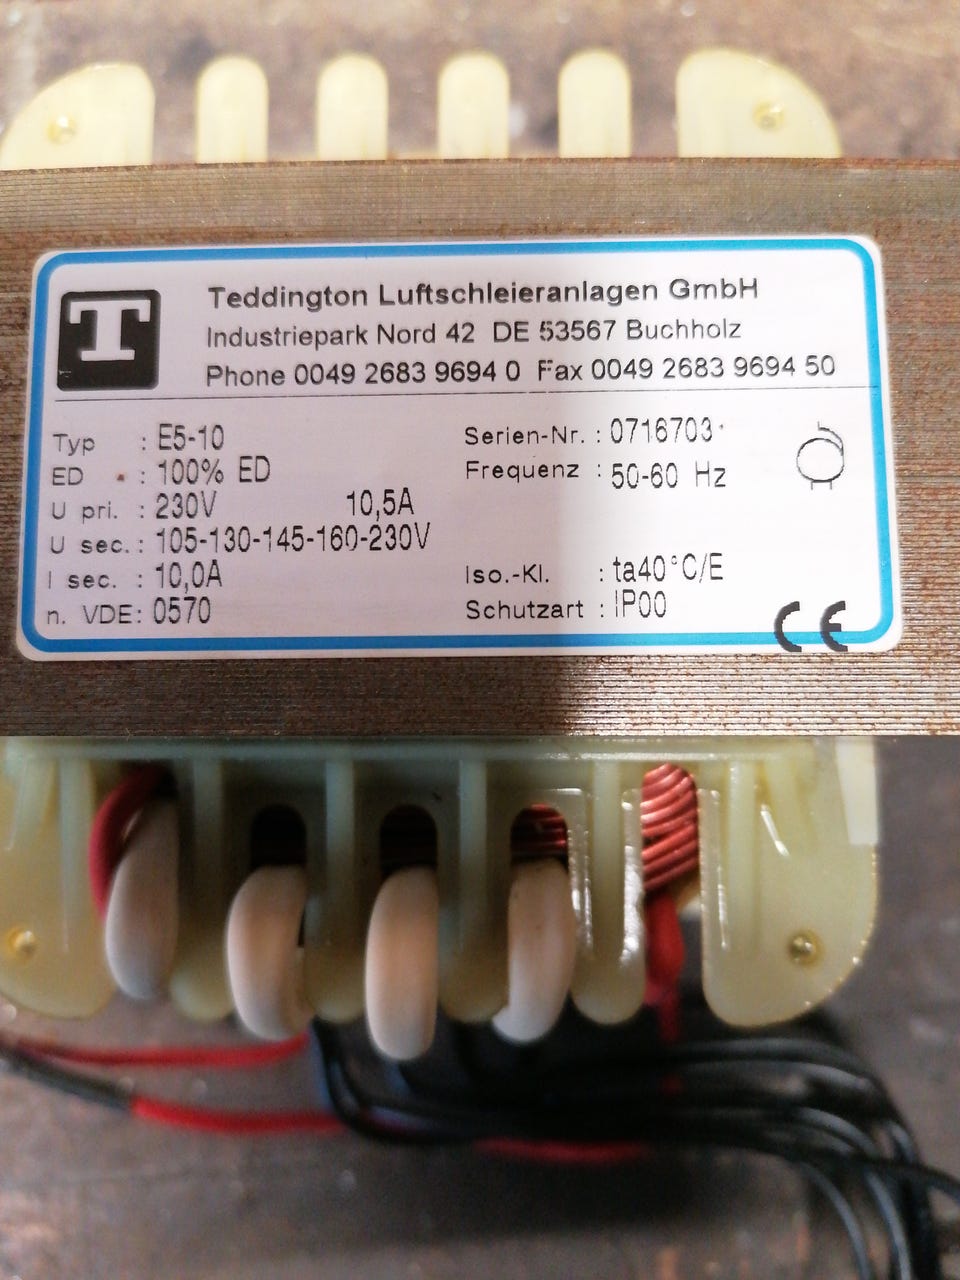 T
Teddington Luftschleieranlagen GmbH
Industriepark Nord 42 DE 53567 Buchholz
Phone 0049 2683 9694 0 Fax 0049 2683 9694 50
Typ : E5-10
Serien-Nr. : 0716703
ED : 100% ED
Frequenz : 50-60 Hz
U pri. : 230V 10,5A
U sec. : 105-130-145-160-230V
I sec. : 10,0A
Iso.-Kl. : ta40°C/E
n. VDE: 0570
Schutzart : IP00
CE